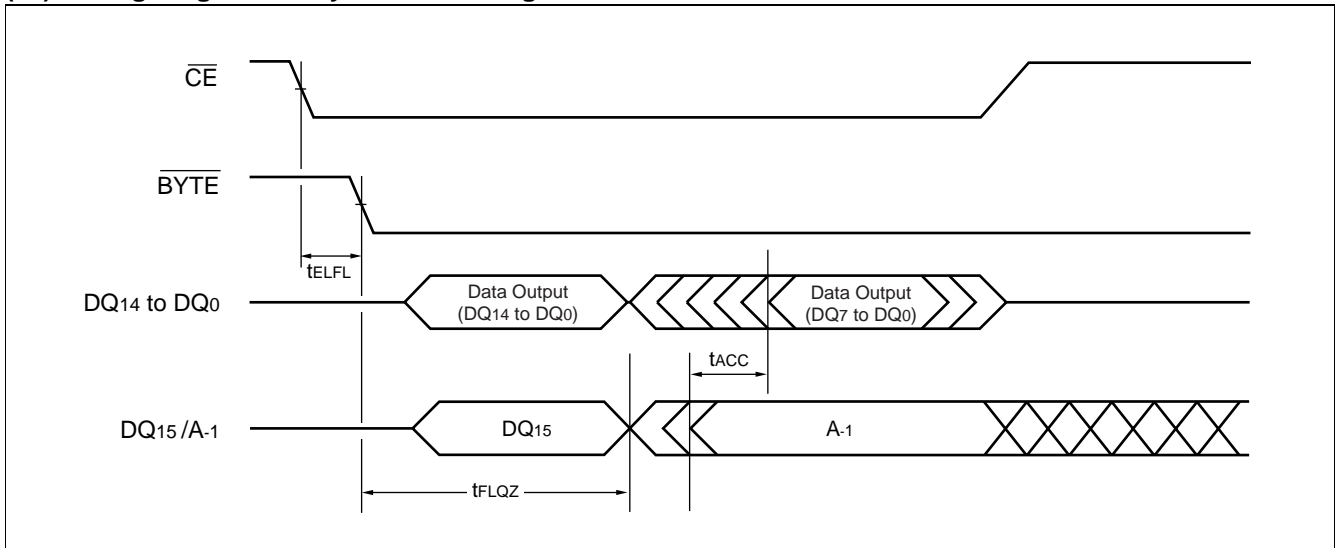 CE
BYTE
tELFL
DQ14 to DQ0
Data Output
(DQ14 to DQ0)
Data Output
(DQ7 to DQ0)
tACC
DQ15/A-1
DQ15
A-1
tFLQZ